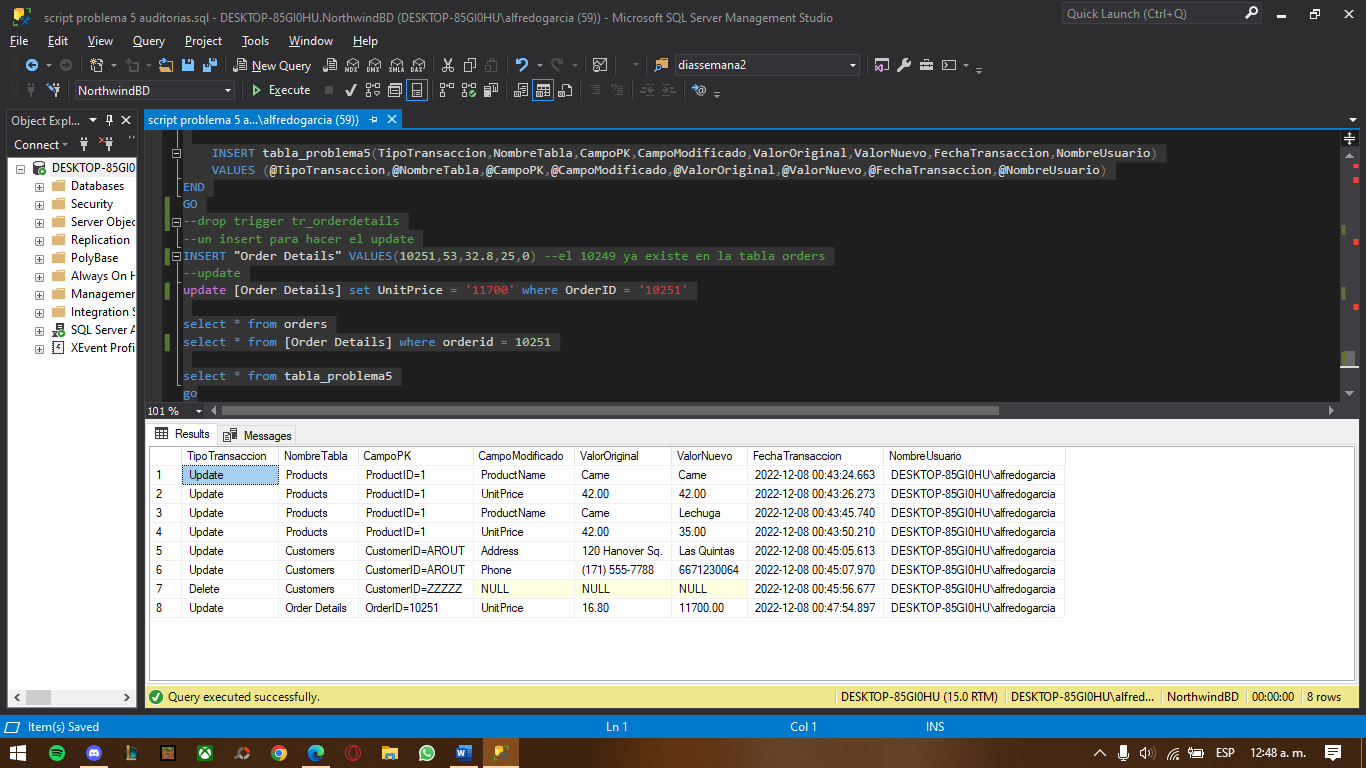 script problema 5 auditorias.sql - DESKTOP-85GI0HU.NorthwindBD (DESKTOP-85GI0HU\alfredogarcia (59)) - Microsoft SQL Server Management Studio
Quick Launch (Ctrl+Q)
File Edit View Query Project Tools Window Help
New Query MDX DMX XMLA DAX diassemana2
NorthwindBD Execute
Object Expl...
script problema 5 a...\alfredogarcia (59))
Connect
DESKTOP-85GI0
Databases
Security
Server Objec
Replication
PolyBase
Always On H
Managemer
Integration S
SQL Server A
XEvent Profi
INSERT tabla_problema5(TipoTransaccion,NombreTabla,CampoPK,CampoModificado,ValorOriginal,ValorNuevo,FechaTransaccion,NombreUsuario)
VALUES (@TipoTransaccion,@NombreTabla,@CampoPK,@CampoModificado,@ValorOriginal,@ValorNuevo,@FechaTransaccion,@NombreUsuario)
END
GO
--drop trigger tr_orderdetails
--un insert para hacer el update
INSERT "Order Details" VALUES(10251,53,32.8,25,0) --el 10249 ya existe en la tabla orders
--update
update [Order Details] set UnitPrice = '11700' where OrderID = '10251'
select * from orders
select * from [Order Details] where orderid = 10251
select * from tabla_problema5
go
101 %
Results Messages
TipoTransaccion NombreTabla CampoPK CampoModificado ValorOriginal ValorNuevo FechaTransaccion NombreUsuario
1 Update Products ProductID=1 ProductName Carne Carne 2022-12-08 00:43:24.663 DESKTOP-85GI0HU\alfredogarcia
2 Update Products ProductID=1 UnitPrice 42.00 42.00 2022-12-08 00:43:26.273 DESKTOP-85GI0HU\alfredogarcia
3 Update Products ProductID=1 ProductName Carne Lechuga 2022-12-08 00:43:45.740 DESKTOP-85GI0HU\alfredogarcia
4 Update Products ProductID=1 UnitPrice 42.00 35.00 2022-12-08 00:43:50.210 DESKTOP-85GI0HU\alfredogarcia
5 Update Customers CustomerID=AROUT Address 120 Hanover Sq. Las Quintas 2022-12-08 00:45:05.613 DESKTOP-85GI0HU\alfredogarcia
6 Update Customers CustomerID=AROUT Phone (171) 555-7788 6671230064 2022-12-08 00:45:07.970 DESKTOP-85GI0HU\alfredogarcia
7 Delete Customers CustomerID=ZZZZZ NULL NULL NULL 2022-12-08 00:45:56.677 DESKTOP-85GI0HU\alfredogarcia
8 Update Order Details OrderID=10251 UnitPrice 16.80 11700.00 2022-12-08 00:47:54.897 DESKTOP-85GI0HU\alfredogarcia
Query executed successfully. DESKTOP-85GI0HU (15.0 RTM) DESKTOP-85GI0HU\alfred... NorthwindBD 00:00:00 8 rows
Item(s) Saved Ln 1 Col 1 INS
ESP 12:48 a. m.